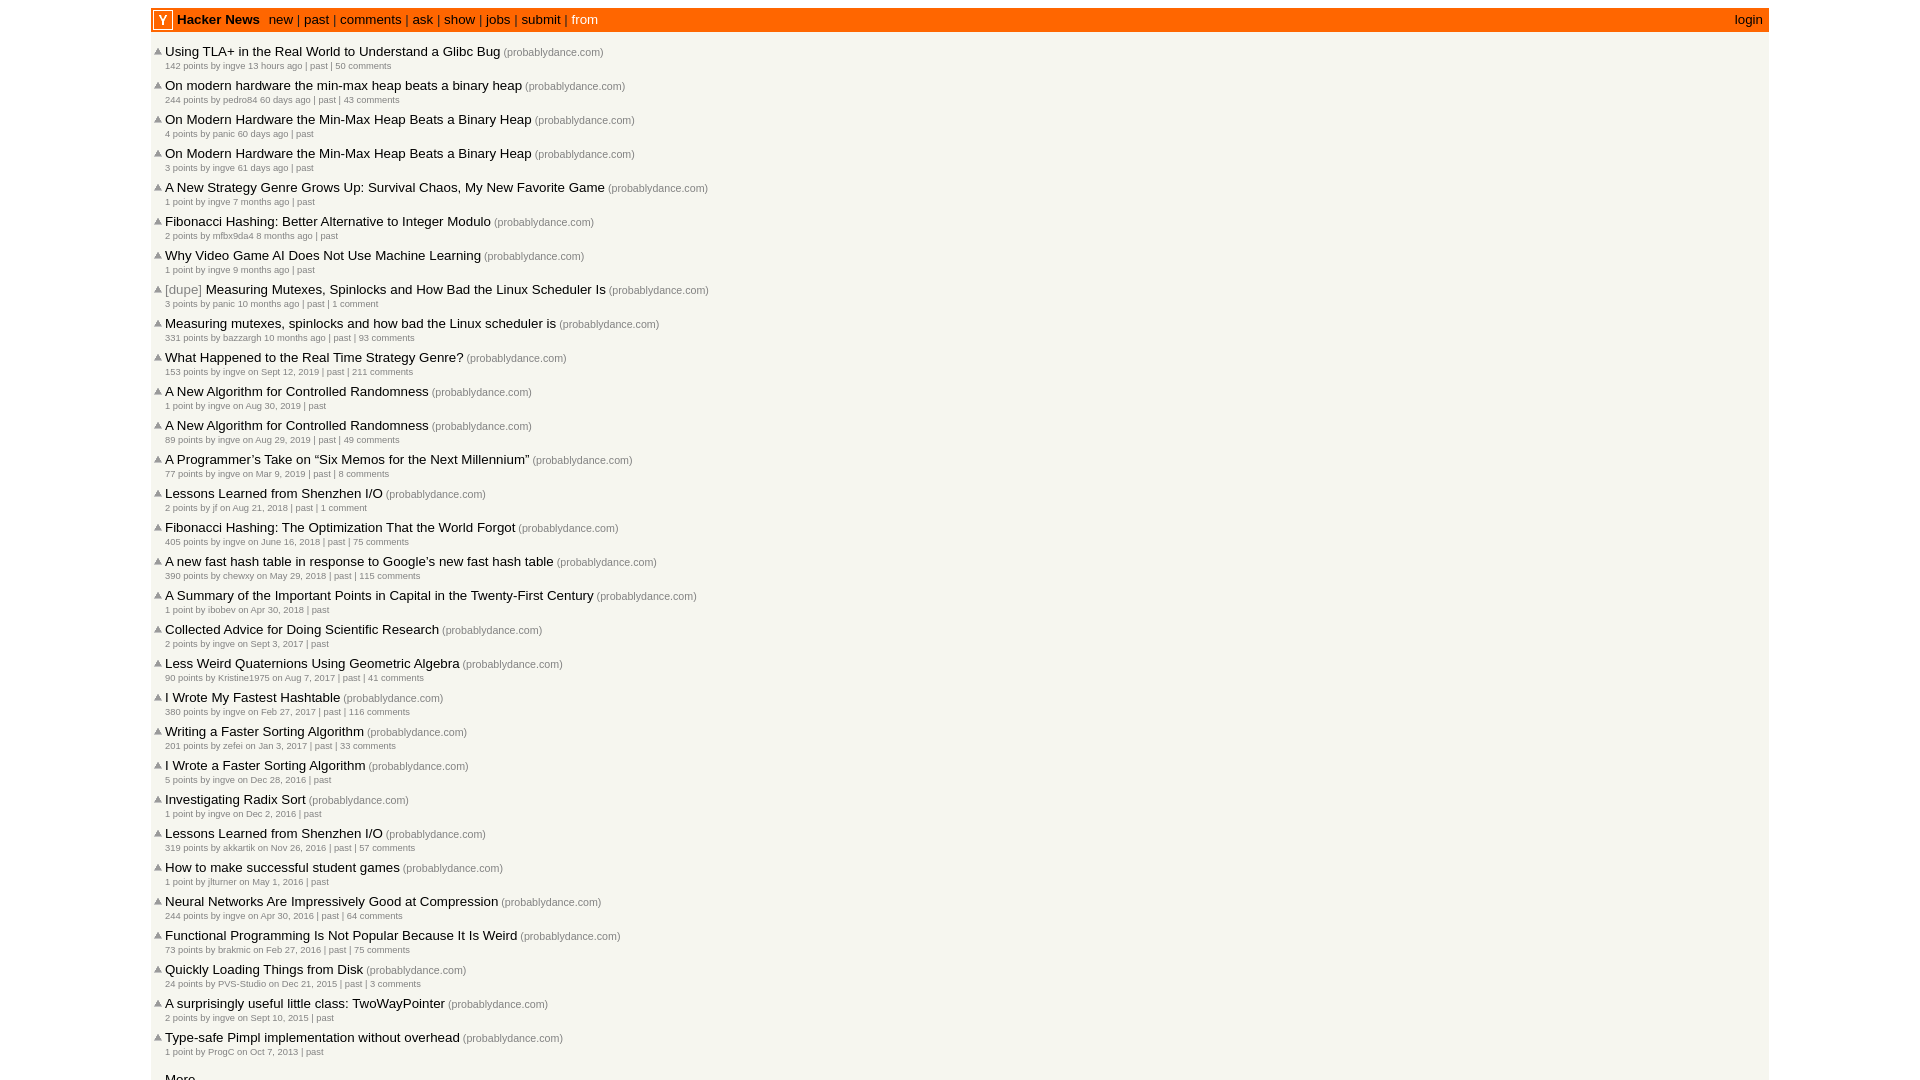 Y Hacker News new | past | comments | ask | show | jobs | submit | from login
Using TLA+ in the Real World to Understand a Glibc Bug (probablydance.com)
142 points by ingve 13 hours ago | past | 50 comments
On modern hardware the min-max heap beats a binary heap (probablydance.com)
244 points by pedro84 60 days ago | past | 43 comments
On Modern Hardware the Min-Max Heap Beats a Binary Heap (probablydance.com)
4 points by panic 60 days ago | past
On Modern Hardware the Min-Max Heap Beats a Binary Heap (probablydance.com)
3 points by ingve 61 days ago | past
A New Strategy Genre Grows Up: Survival Chaos, My New Favorite Game (probablydance.com)
1 point by ingve 7 months ago | past
Fibonacci Hashing: Better Alternative to Integer Modulo (probablydance.com)
2 points by mfbx9da4 8 months ago | past
Why Video Game AI Does Not Use Machine Learning (probablydance.com)
1 point by ingve 9 months ago | past
[dupe] Measuring Mutexes, Spinlocks and How Bad the Linux Scheduler Is (probablydance.com)
3 points by panic 10 months ago | past | 1 comment
Measuring mutexes, spinlocks and how bad the Linux scheduler is (probablydance.com)
331 points by bazzargh 10 months ago | past | 93 comments
What Happened to the Real Time Strategy Genre? (probablydance.com)
153 points by ingve on Sept 12, 2019 | past | 211 comments
A New Algorithm for Controlled Randomness (probablydance.com)
1 point by ingve on Aug 30, 2019 | past
A New Algorithm for Controlled Randomness (probablydance.com)
89 points by ingve on Aug 29, 2019 | past | 49 comments
A Programmer’s Take on “Six Memos for the Next Millennium” (probablydance.com)
77 points by ingve on Mar 9, 2019 | past | 8 comments
Lessons Learned from Shenzhen I/O (probablydance.com)
2 points by jf on Aug 21, 2018 | past | 1 comment
Fibonacci Hashing: The Optimization That the World Forgot (probablydance.com)
405 points by ingve on June 16, 2018 | past | 75 comments
A new fast hash table in response to Google’s new fast hash table (probablydance.com)
390 points by chewxy on May 29, 2018 | past | 115 comments
A Summary of the Important Points in Capital in the Twenty-First Century (probablydance.com)
1 point by ibobev on Apr 30, 2018 | past
Collected Advice for Doing Scientific Research (probablydance.com)
2 points by ingve on Sept 3, 2017 | past
Less Weird Quaternions Using Geometric Algebra (probablydance.com)
90 points by Kristine1975 on Aug 7, 2017 | past | 41 comments
I Wrote My Fastest Hashtable (probablydance.com)
380 points by ingve on Feb 27, 2017 | past | 116 comments
Writing a Faster Sorting Algorithm (probablydance.com)
201 points by zefei on Jan 3, 2017 | past | 33 comments
I Wrote a Faster Sorting Algorithm (probablydance.com)
5 points by ingve on Dec 28, 2016 | past
Investigating Radix Sort (probablydance.com)
1 point by ingve on Dec 2, 2016 | past
Lessons Learned from Shenzhen I/O (probablydance.com)
319 points by akkartik on Nov 26, 2016 | past | 57 comments
How to make successful student games (probablydance.com)
1 point by jlturner on May 1, 2016 | past
Neural Networks Are Impressively Good at Compression (probablydance.com)
244 points by ingve on Apr 30, 2016 | past | 64 comments
Functional Programming Is Not Popular Because It Is Weird (probablydance.com)
73 points by brakmic on Feb 27, 2016 | past | 75 comments
Quickly Loading Things from Disk (probablydance.com)
24 points by PVS-Studio on Dec 21, 2015 | past | 3 comments
A surprisingly useful little class: TwoWayPointer (probablydance.com)
2 points by ingve on Sept 10, 2015 | past
Type-safe Pimpl implementation without overhead (probablydance.com)
1 point by ProgC on Oct 7, 2013 | past
More